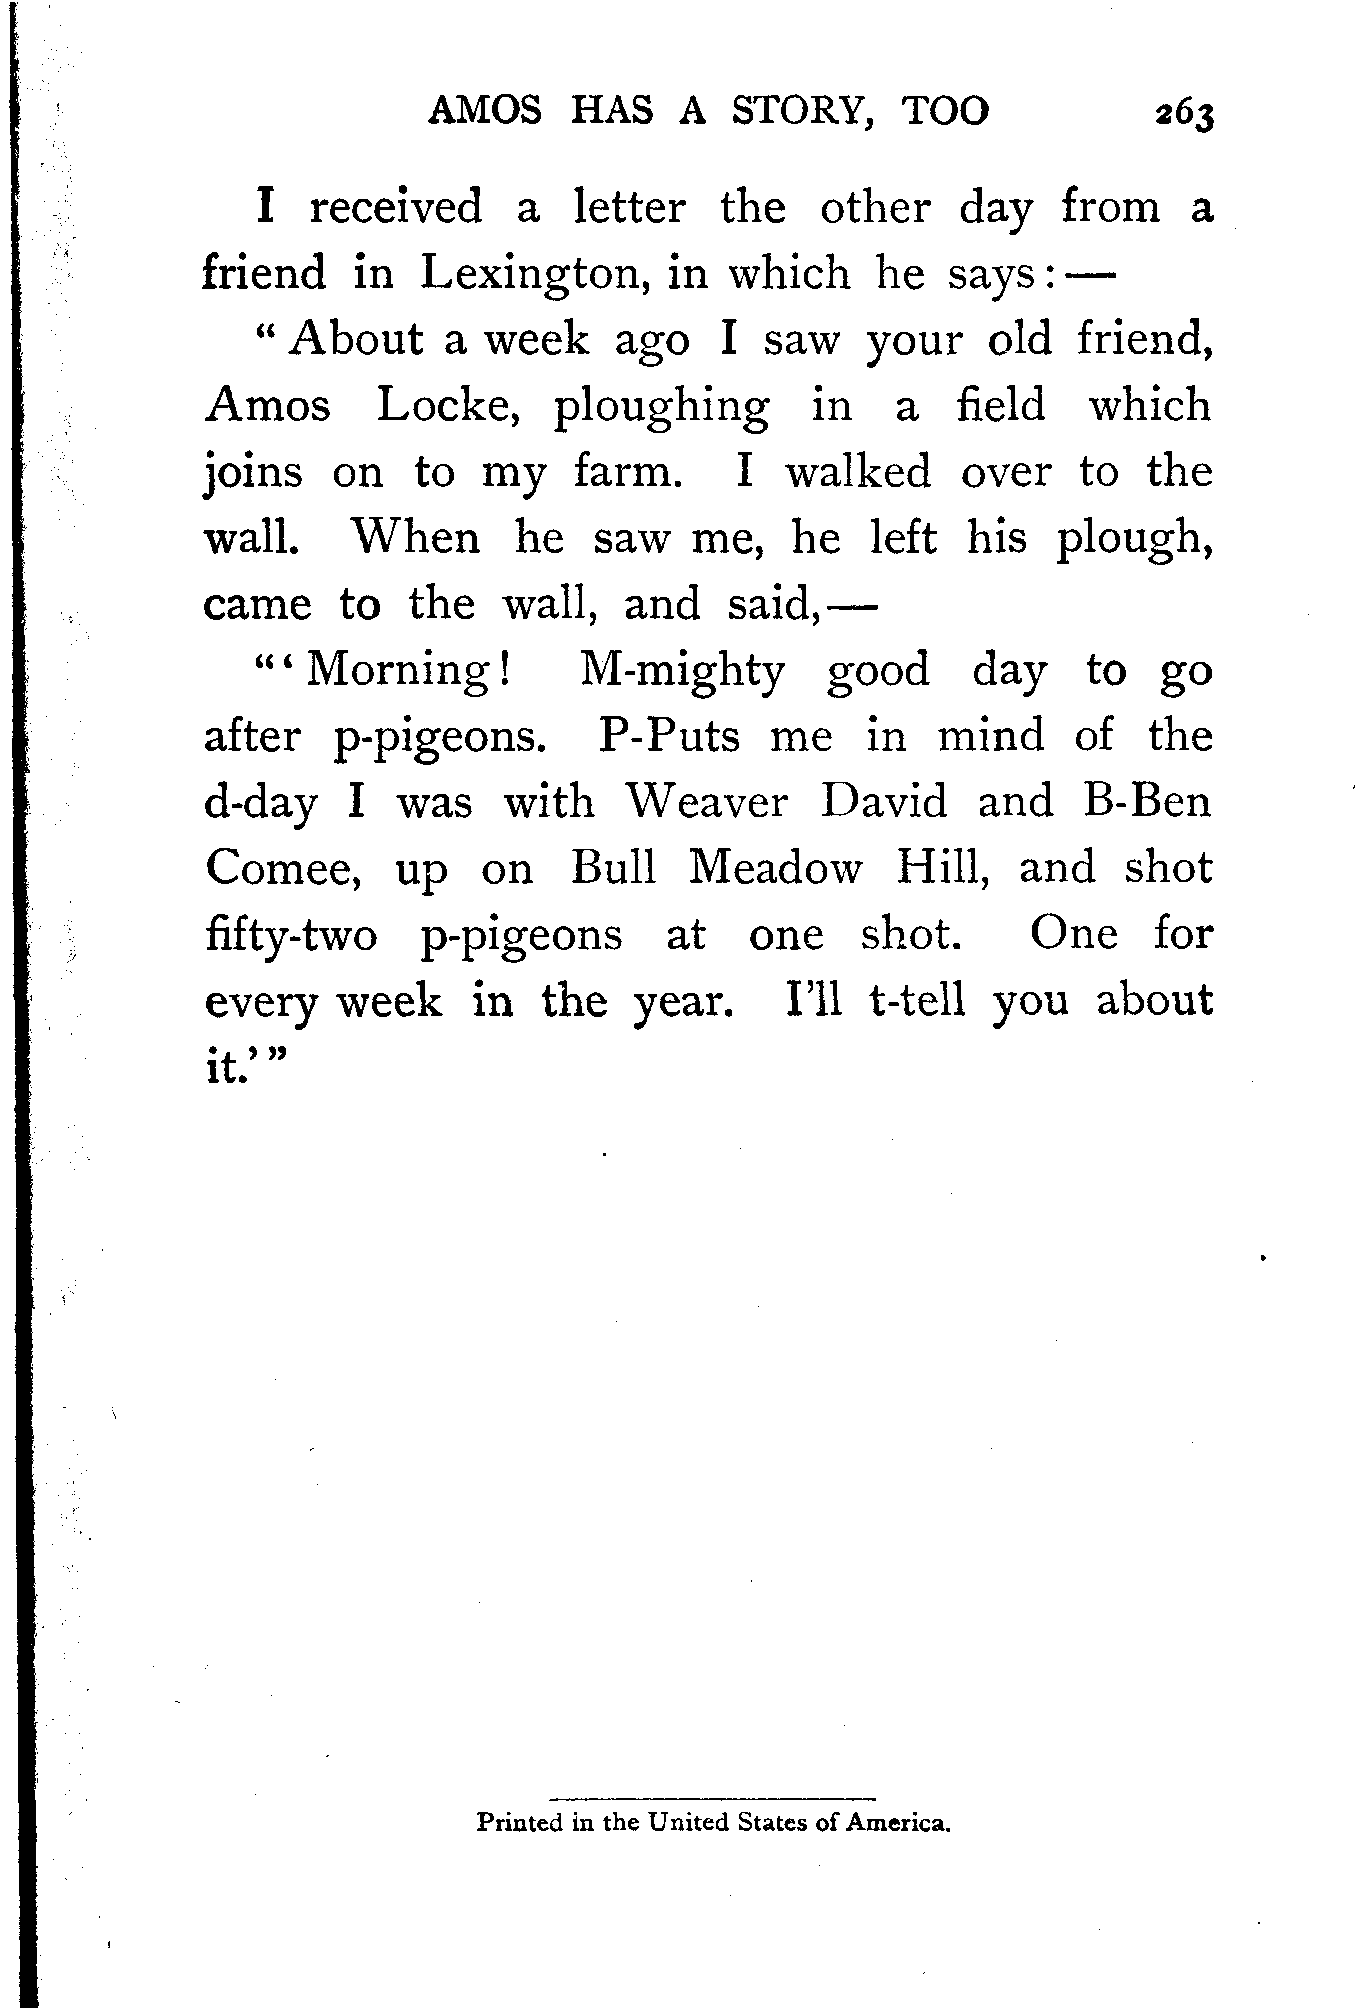 AMOS HAS A STORY, TOO 263
I received a letter the other day from a
friend in Lexington, in which he says:—
“About a week ago I saw your old friend,
Amos Locke, ploughing in a field which
joins on to my farm. I walked over to the
wall. When he saw me, he left his plough,
came to the wall, and said,—
“‘Morning! M-mighty good day to go
after p-pigeons. P-Puts me in mind of the
d-day I was with Weaver David and B-Ben
Comee, up on Bull Meadow Hill, and shot
fifty-two p-pigeons at one shot. One for
every week in the year. I’ll t-tell you about
it.’”
Printed in the United States of America.